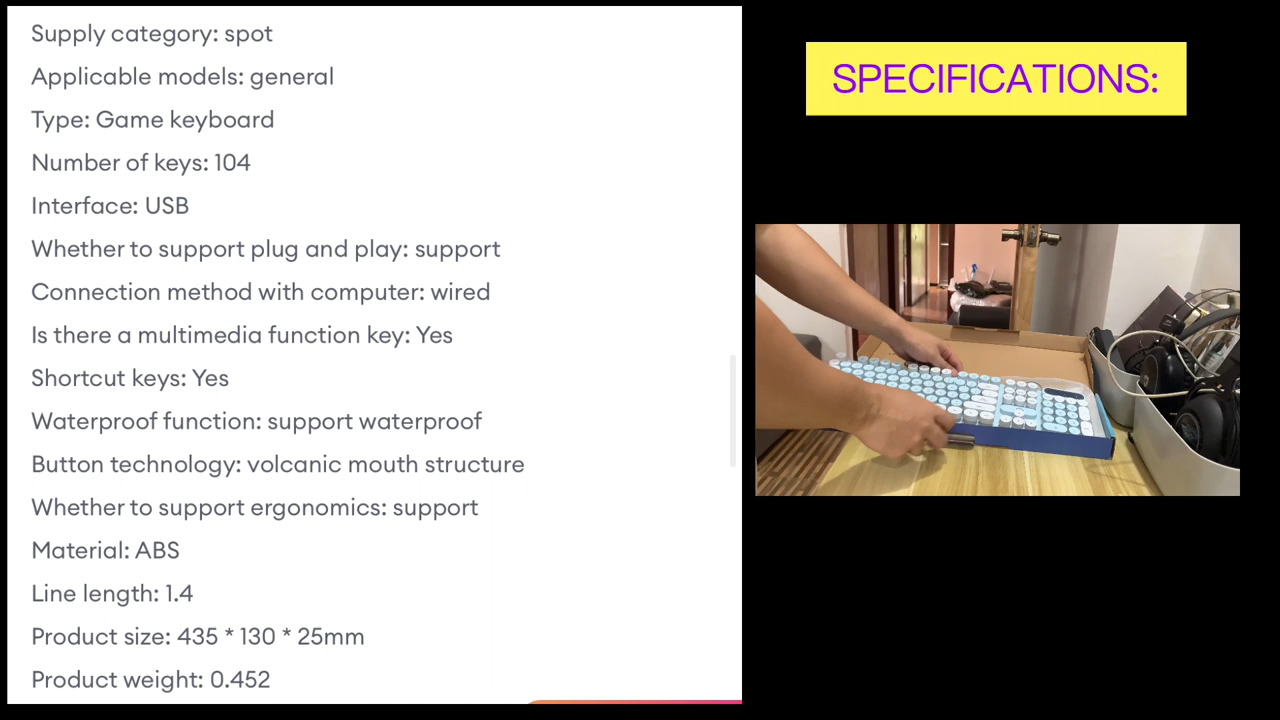 Supply category: spot
Applicable models: general
Type: Game keyboard
Number of keys: 104
Interface: USB
Whether to support plug and play: support
Connection method with computer: wired
Is there a multimedia function key: Yes
Shortcut keys: Yes
Waterproof function: support waterproof
Button technology: volcanic mouth structure
Whether to support ergonomics: support
Material: ABS
Line length: 1.4
Product size: 435 * 130 * 25mm
Product weight: 0.452
SPECIFICATIONS: